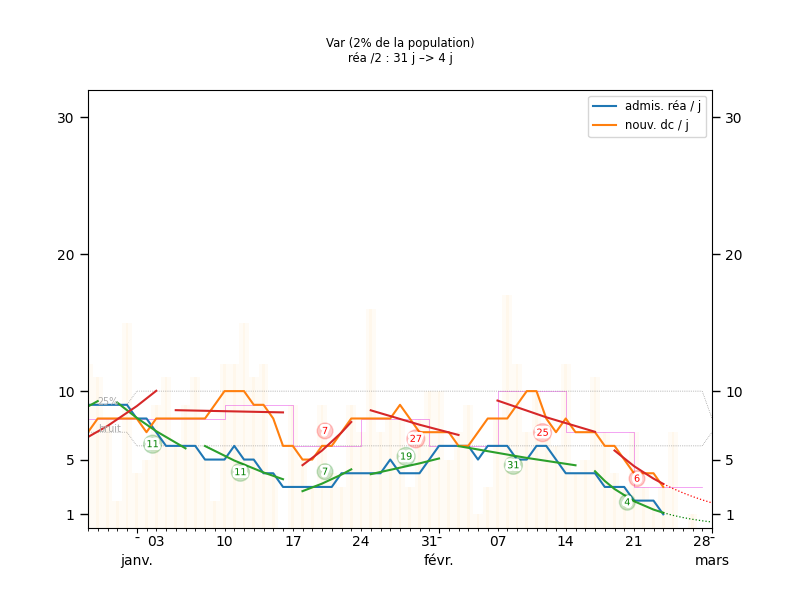 Var (2% de la population)
réa /2 : 31 j –> 4 j
admis. réa / j
nouv. dc / j
30 30
20 20
10 10
5 5
1 1
25%
bruit
11
11
7
7
27
19
31
25
6
4
03 10 17 24 31 07 14 21 28
janv. févr. mars